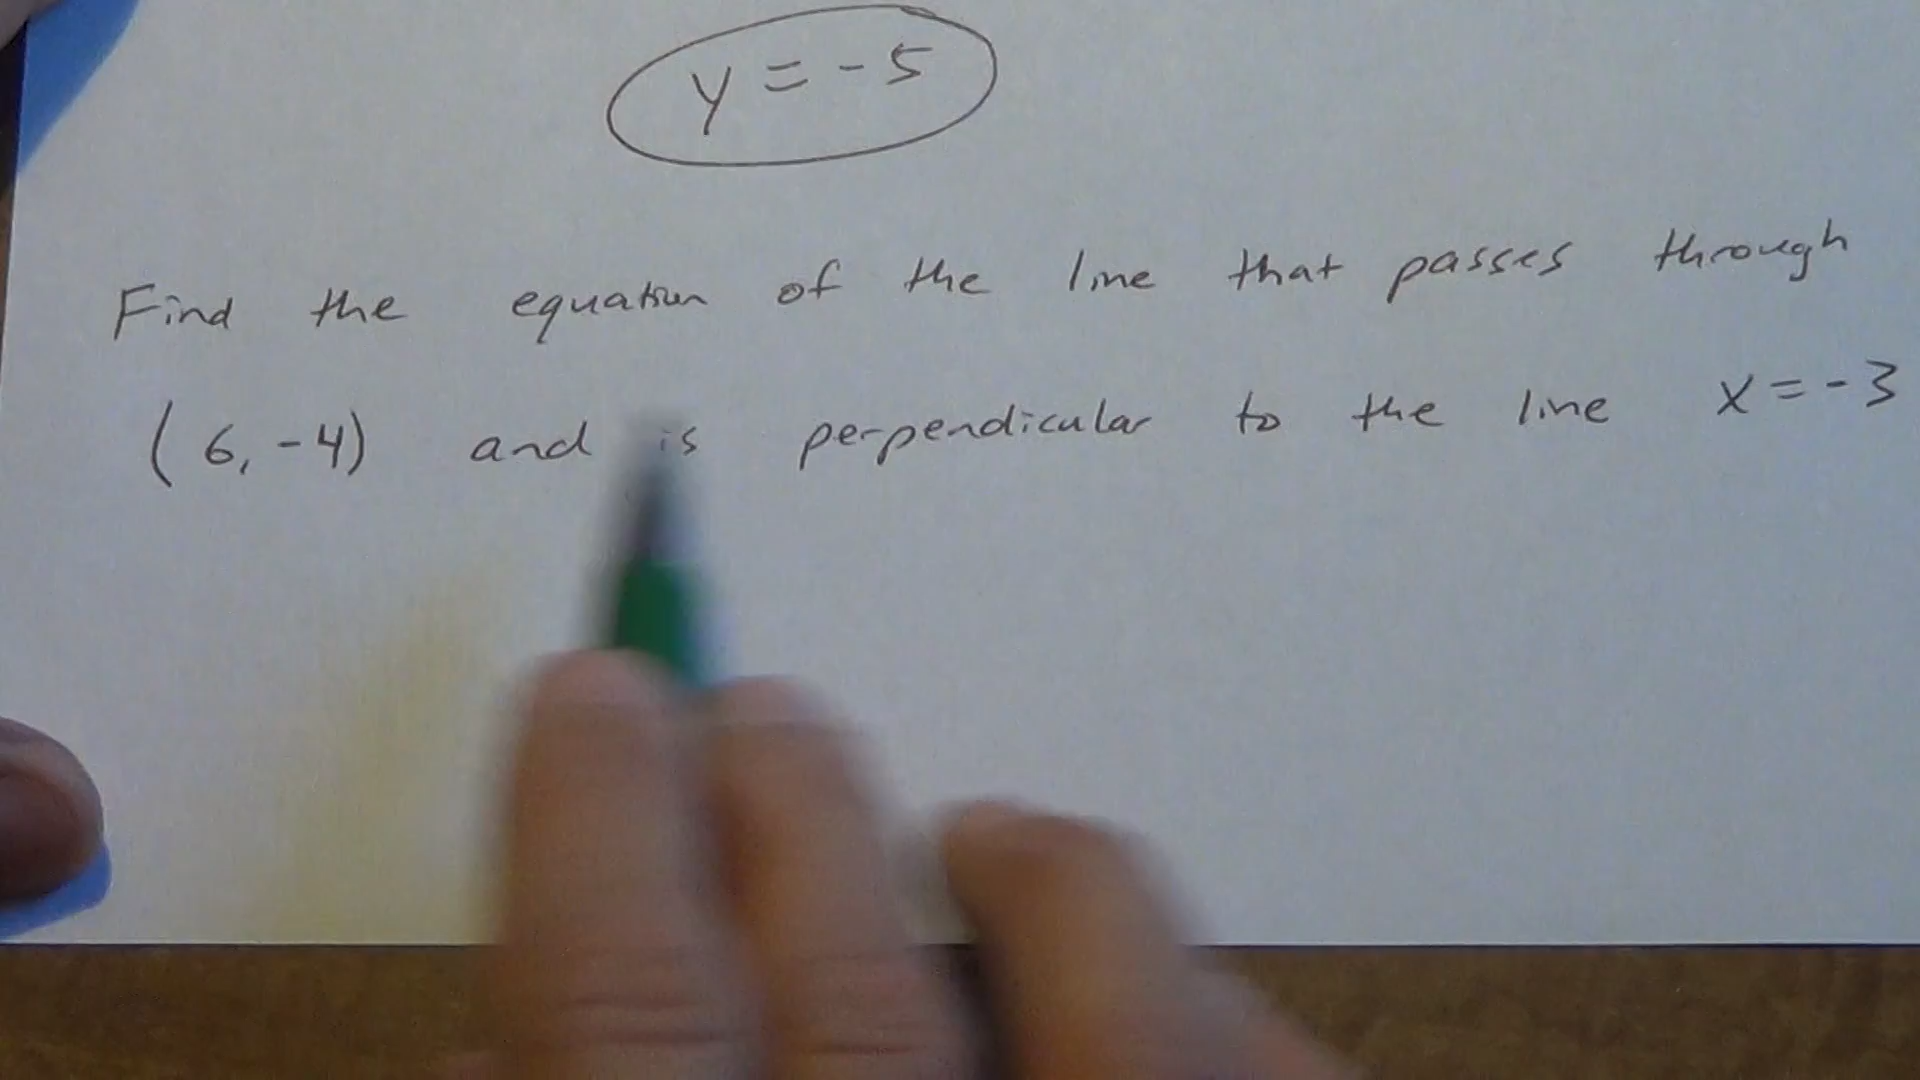 y = -5
Find the equation of the line that passes through
(6, -4) and is perpendicular to the line x = -3